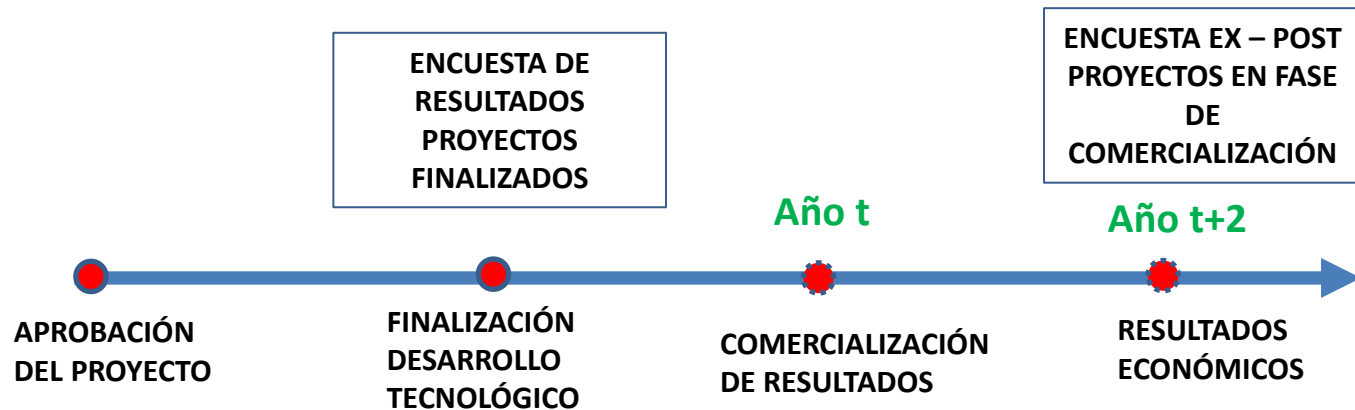 ENCUESTA DE
RESULTADOS
PROYECTOS
FINALIZADOS
ENCUESTA EX – POST
PROYECTOS EN FASE
DE
COMERCIALIZACIÓN
Año t
Año t+2
APROBACIÓN
DEL PROYECTO
FINALIZACIÓN
DESARROLLO
TECNOLÓGICO
COMERCIALIZACIÓN
DE RESULTADOS
RESULTADOS
ECONÓMICOS